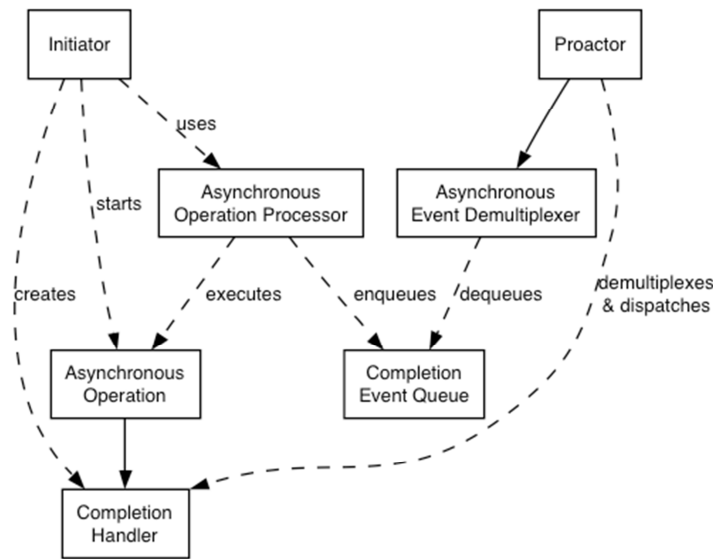 Initiator
Proactor
uses
Asynchronous
Operation Processor
Asynchronous
Event Demultiplexer
starts
creates
executes
enqueues
dequeues
demultiplexes
& dispatches
Asynchronous
Operation
Completion
Event Queue
Completion
Handler